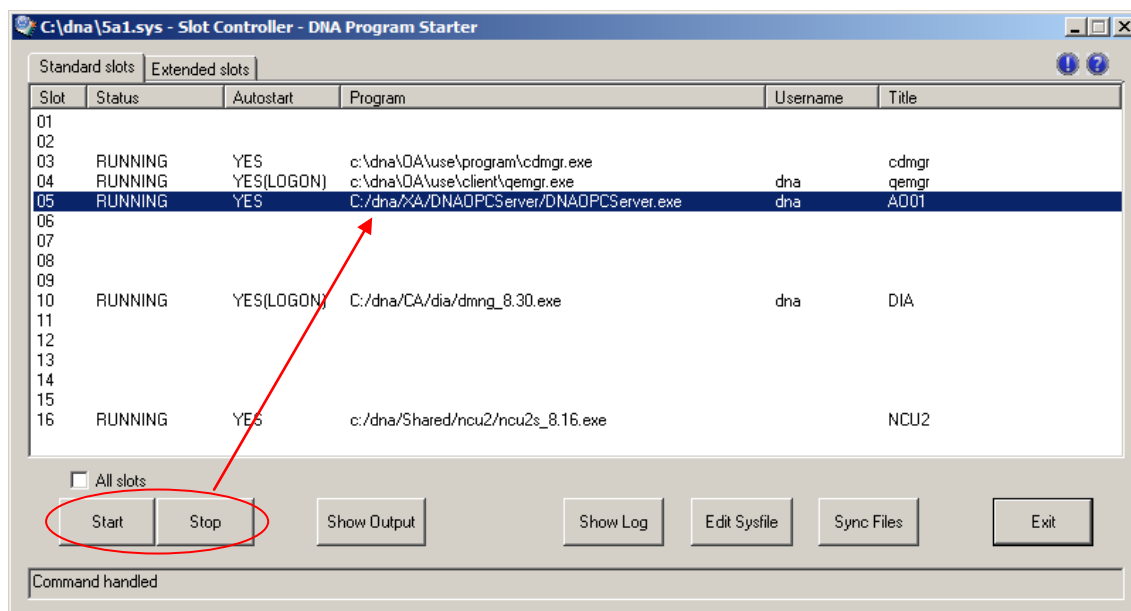 C:\dna\5a1.sys - Slot Controller - DNA Program Starter
Standard slots Extended slots
Slot Status Autostart Program Username Title
01
02
03 RUNNING YES c:\dna\OA\use\program\cdmgr.exe cdmgr
04 RUNNING YES(LOGON) c:\dna\OA\use\client\qemgr.exe dna qemgr
05 RUNNING YES C:/dna/XA/DNAOPCServer/DNAOPCServer.exe dna AO01
06
07
08
09
10 RUNNING YES(LOGON) C:/dna/CA/dia/dmng_8.30.exe dna DIA
11
12
13
14
15
16 RUNNING YES c:/dna/Shared/ncu2/ncu2s_8.16.exe NCU2
All slots
Start Stop Show Output Show Log Edit Sysfile Sync Files Exit
Command handled